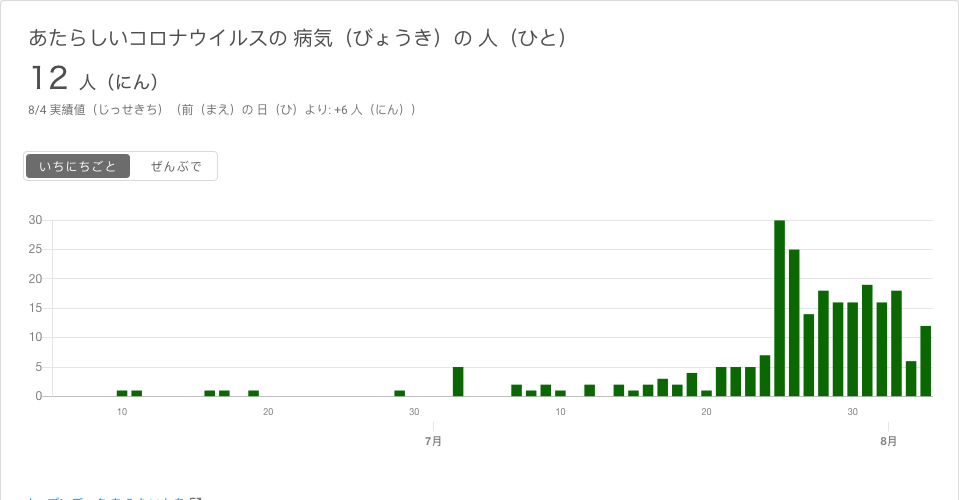 あたらしいコロナウイルスの 病気（びょうき）の 人（ひと）
12 人（にん）
8/4 実績値（じっせきち）（前（まえ）の 日（ひ）より: +6 人（にん））
いちにちごと ぜんぶで
30
25
20
15
10
5
0
10 20 30 10 20 30
7月 8月